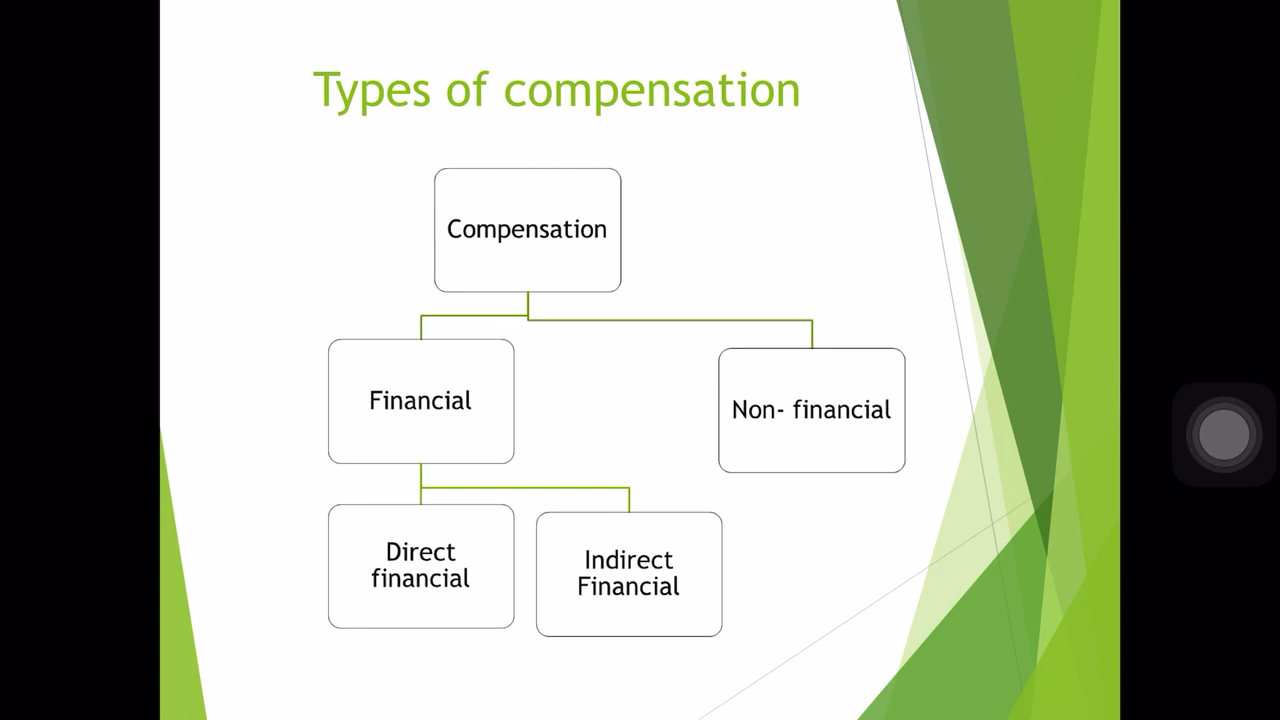 Types of compensation
Compensation
Financial
Non- financial
Direct
financial
Indirect
Financial